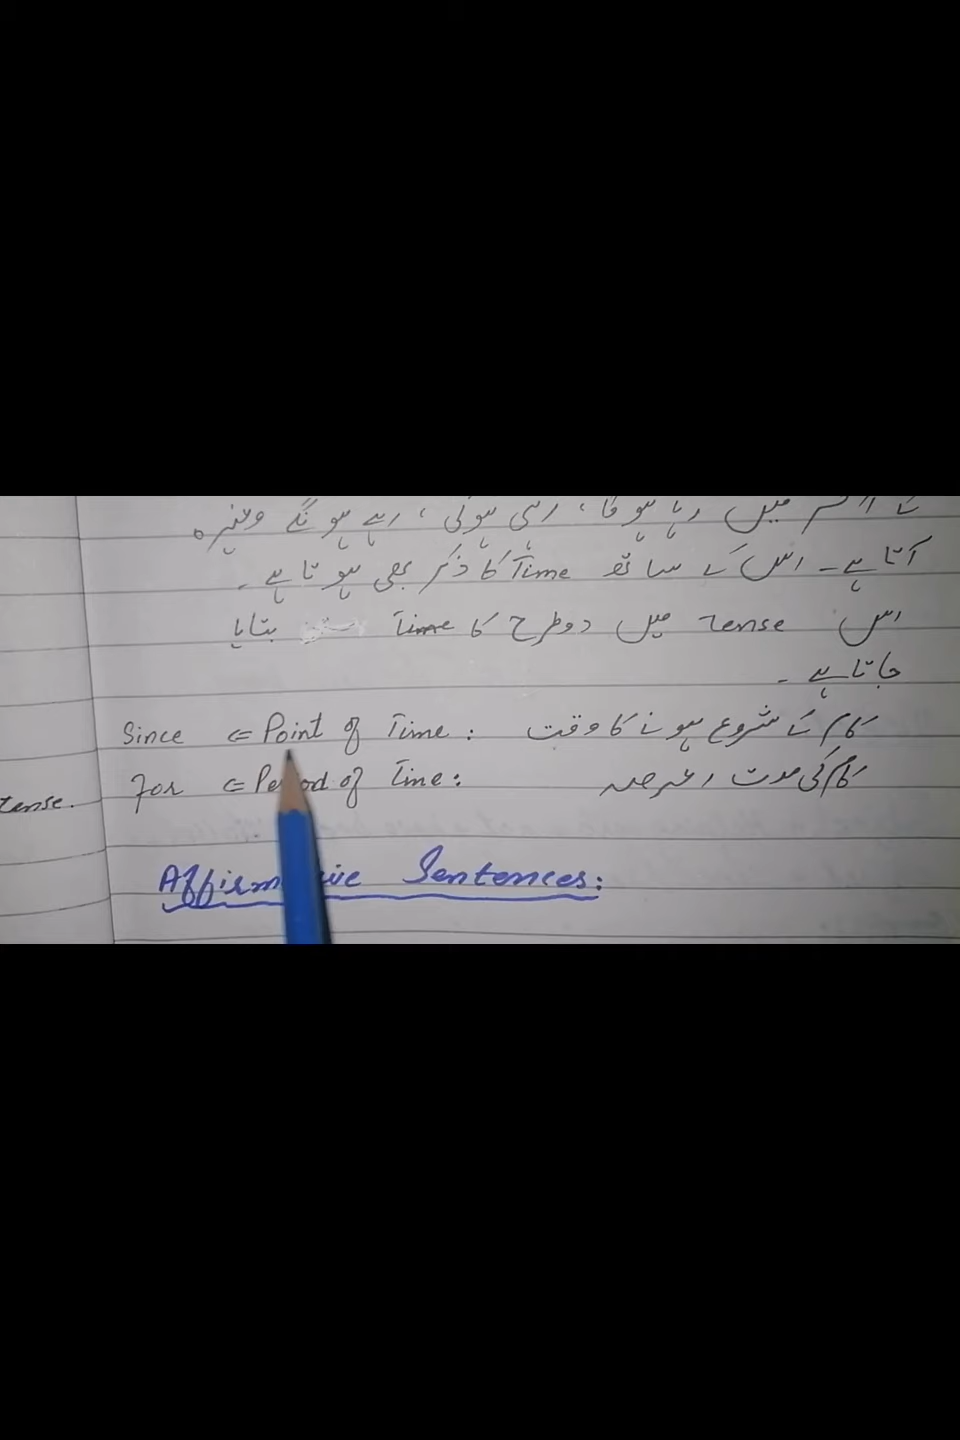 میں رہا ہوگا، رہی ہوگی، رہے ہونگے وغیرہ
آتا ہے۔ اس کے ساتھ Time کا ذکر بھی ہوتا ہے۔
اس Tense میں دو طرح کا Time بتایا
جاتا ہے۔
Since ⇐ Point of Time: کام کے شروع ہونے کا وقت
For ⇐ Period of Time: کام کی مدت / عرصہ
tense.
Affirmative Sentences: